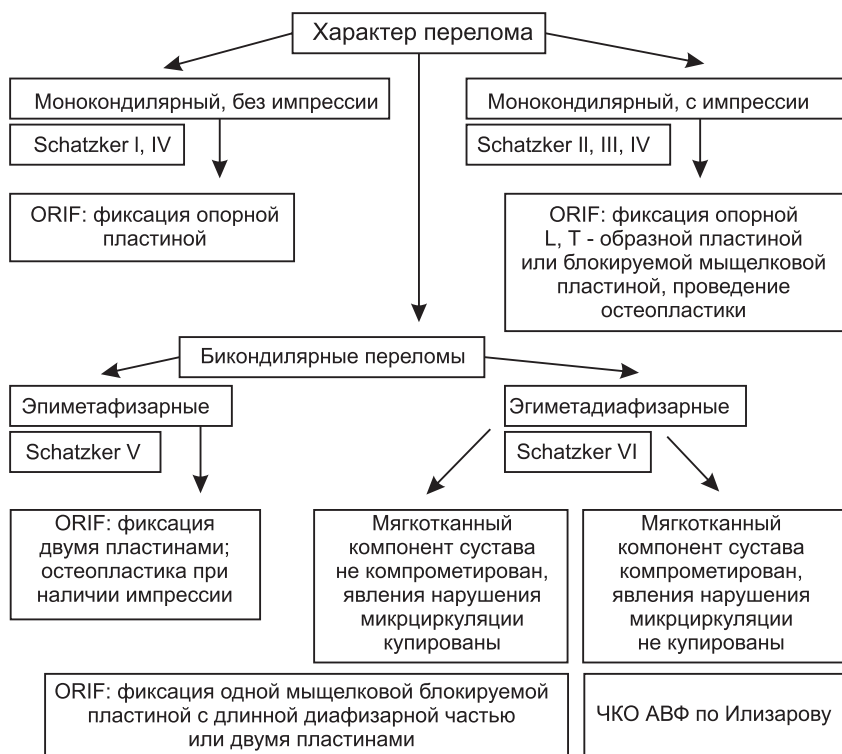 Характер перелома
Монокондилярный, без импрессии
Монокондилярный, с импрессии
Schatzker I, IV
Schatzker II, III, IV
ORIF: фиксация опорной
пластиной
ORIF: фиксация опорной
L, T - образной пластиной
или блокируемой мыщелковой
пластиной, проведение
остеопластики
Бикондилярные переломы
Эпиметафизарные
Эгиметадиафизарные
Schatzker V
Schatzker VI
ORIF: фиксация
двумя пластинами;
остеопластика при
наличии импрессии
Мягкотканный
компонент сустава
не компрометирован,
явления нарушения
микрциркуляции
купированы
Мягкотканный
компонент сустава
компрометирован,
явления нарушения
микрциркуляции
не купированы
ORIF: фиксация одной мыщелковой блокируемой
пластиной с длинной диафизарной частью
или двумя пластинами
ЧКО АВФ по Илизарову